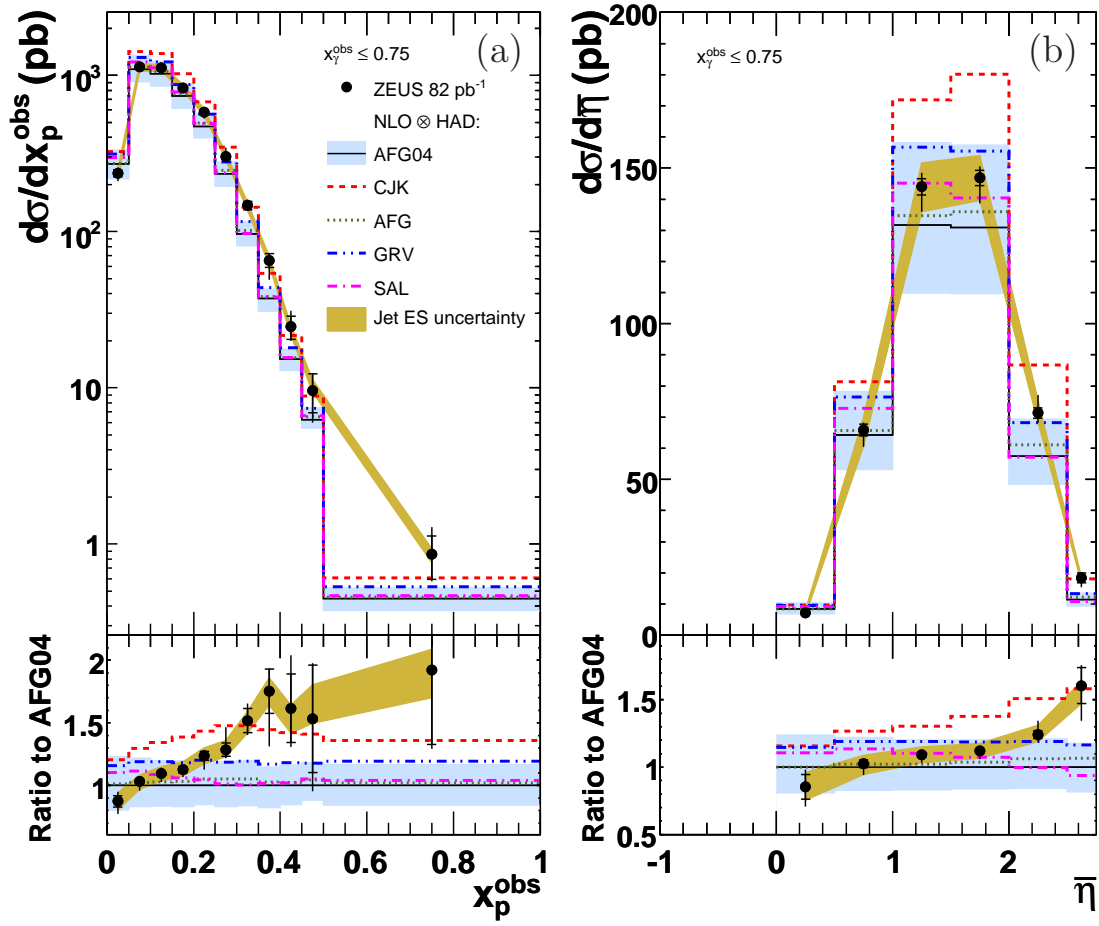 dσ/dx_p^obs (pb)
10³
10²
10
1
x_γ^obs ≤ 0.75
(a)
ZEUS 82 pb⁻¹
NLO ⊗ HAD:
AFG04
CJK
AFG
GRV
SAL
Jet ES uncertainty
Ratio to AFG04
2
1.5
1
0 0.2 0.4 0.6 0.8 1
x_p^obs
dσ/dη̅ (pb)
200
150
100
50
0
x_γ^obs ≤ 0.75
(b)
Ratio to AFG04
1.5
1
0.5
-1 0 1 2
η̅